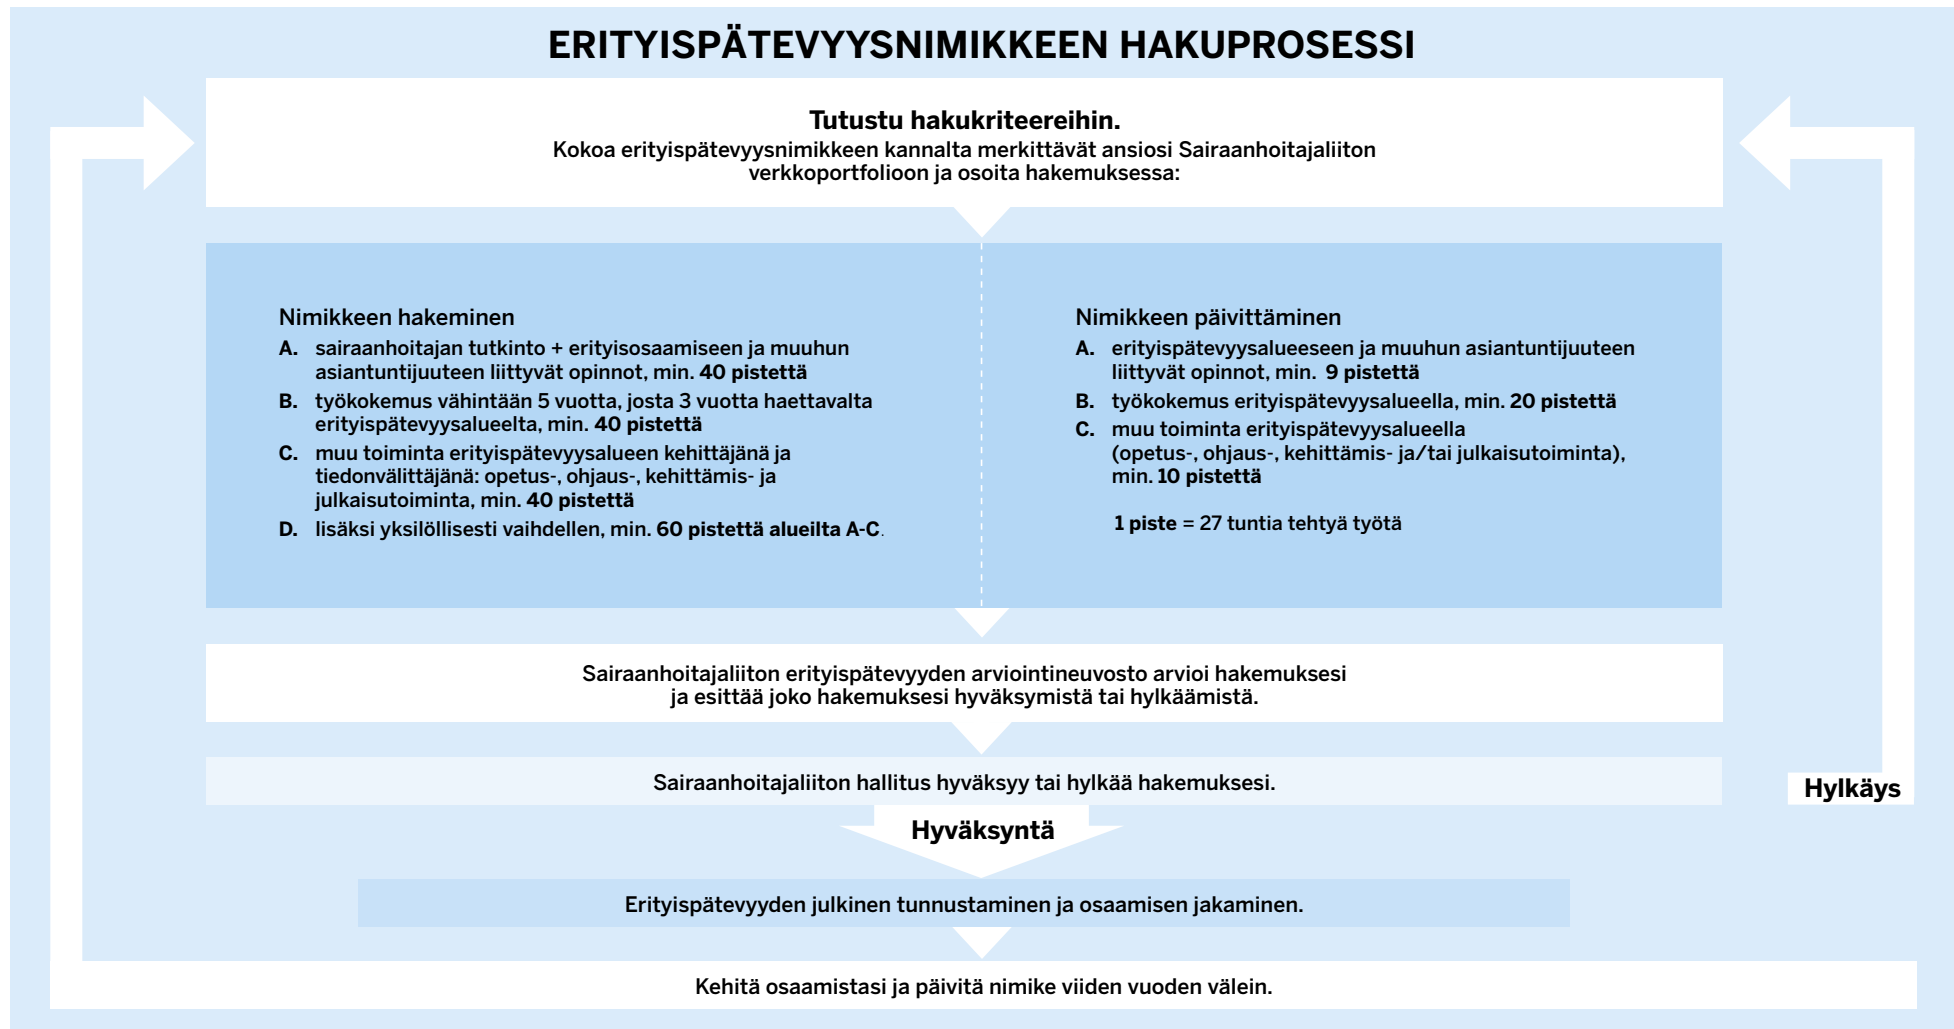 ERITYISPÄTEVYYSNIMIKKEEN HAKUPROSESSI
Tutustu hakukriteereihin.
Kokoa erityispätevyysnimikkeen kannalta merkittävät ansiosi Sairaanhoitajaliiton
verkkoportfolioon ja osoita hakemuksessa:
Nimikkeen hakeminen
A. sairaanhoitajan tutkinto + erityisosaamiseen ja muuhun
asiantuntijuuteen liittyvät opinnot, min. 40 pistettä
B. työkokemus vähintään 5 vuotta, josta 3 vuotta haettavalta
erityispätevyysalueelta, min. 40 pistettä
C. muu toiminta erityispätevyysalueen kehittäjänä ja
tiedonvälittäjänä: opetus-, ohjaus-, kehittämis- ja
julkaisutoiminta, min. 40 pistettä
D. lisäksi yksilöllisesti vaihdellen, min. 60 pistettä alueilta A-C.
Nimikkeen päivittäminen
A. erityispätevyysalueeseen ja muuhun asiantuntijuuteen
liittyvät opinnot, min. 9 pistettä
B. työkokemus erityispätevyysalueella, min. 20 pistettä
C. muu toiminta erityispätevyysalueella
(opetus-, ohjaus-, kehittämis- ja/tai julkaisutoiminta),
min. 10 pistettä
1 piste = 27 tuntia tehtyä työtä
Sairaanhoitajaliiton erityispätevyyden arviointineuvosto arvioi hakemuksesi
ja esittää joko hakemuksesi hyväksymistä tai hylkäämistä.
Sairaanhoitajaliiton hallitus hyväksyy tai hylkää hakemuksesi.
Hylkäys
Hyväksyntä
Erityispätevyyden julkinen tunnustaminen ja osaamisen jakaminen.
Kehitä osaamistasi ja päivitä nimike viiden vuoden välein.